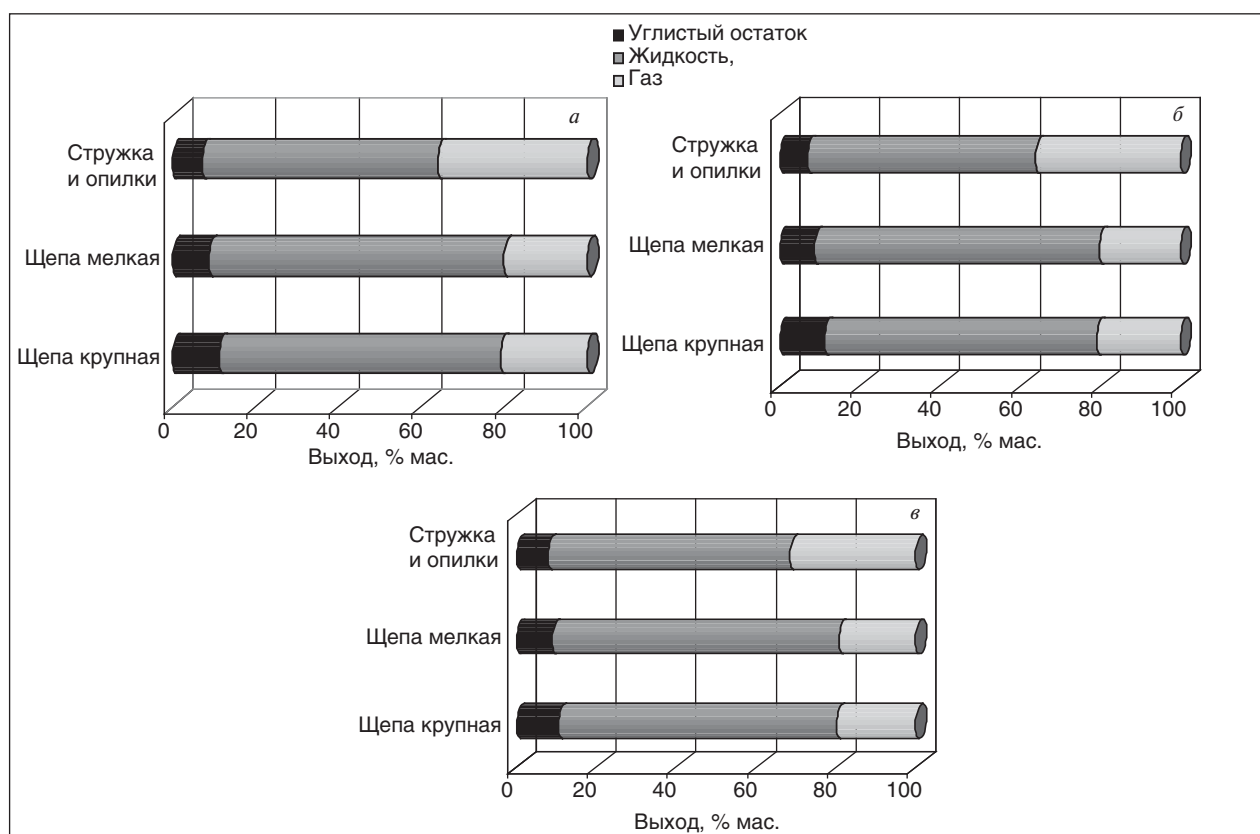 Углистый остаток
Жидкость,
Газ
а
Стружка
и опилки
Щепа мелкая
Щепа крупная
0 20 40 60 80 100
Выход, % мас.
б
Стружка
и опилки
Щепа мелкая
Щепа крупная
0 20 40 60 80 100
Выход, % мас.
в
Стружка
и опилки
Щепа мелкая
Щепа крупная
0 20 40 60 80 100
Выход, % мас.